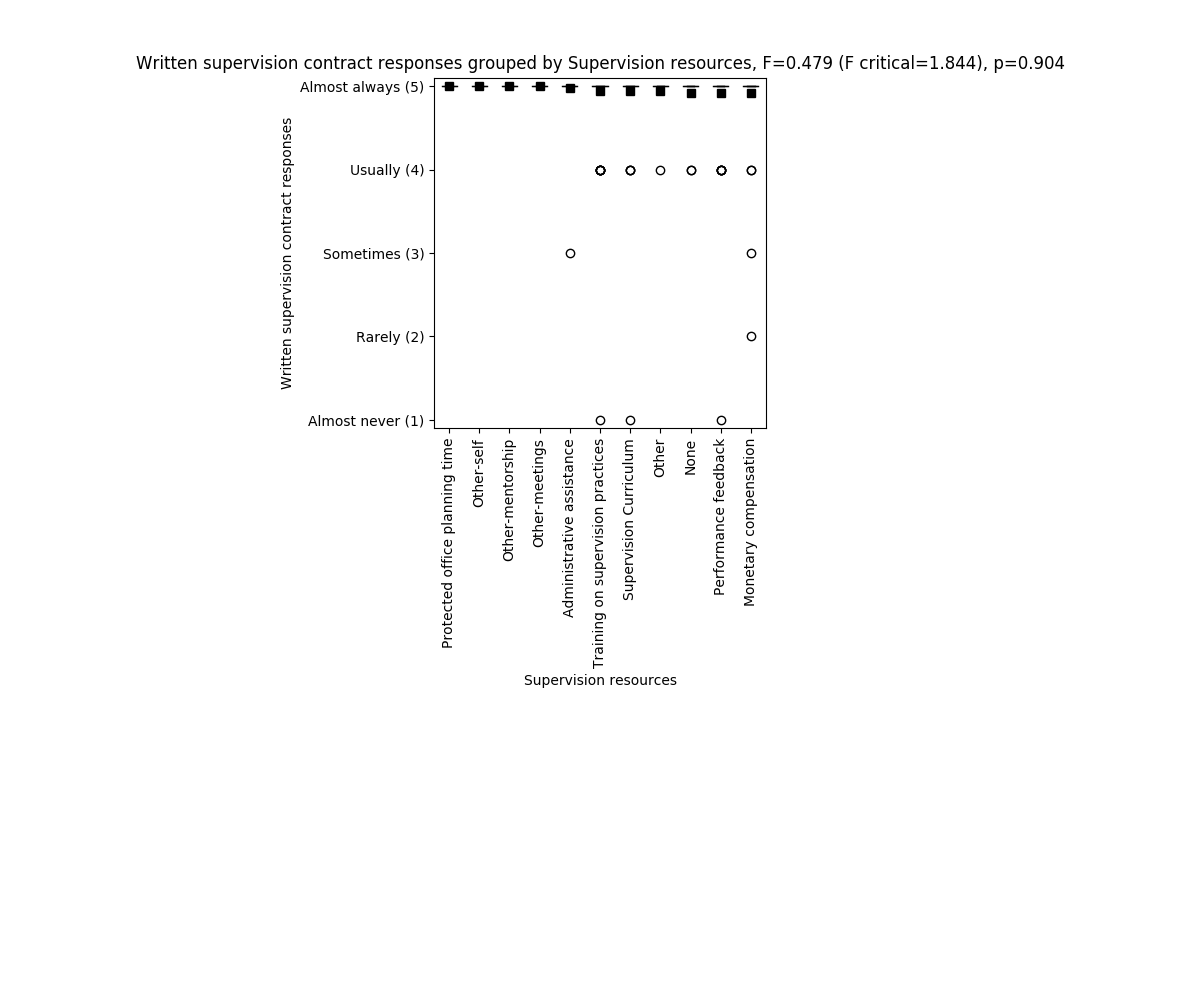 Written supervision contract responses grouped by Supervision resources, F=0.479 (F critical=1.844), p=0.904
Written supervision contract responses
Almost always (5)
Usually (4)
Sometimes (3)
Rarely (2)
Almost never (1)
Protected office planning time
Other-self
Other-mentorship
Other-meetings
Administrative assistance
Training on supervision practices
Supervision Curriculum
Other
None
Performance feedback
Monetary compensation
Supervision resources